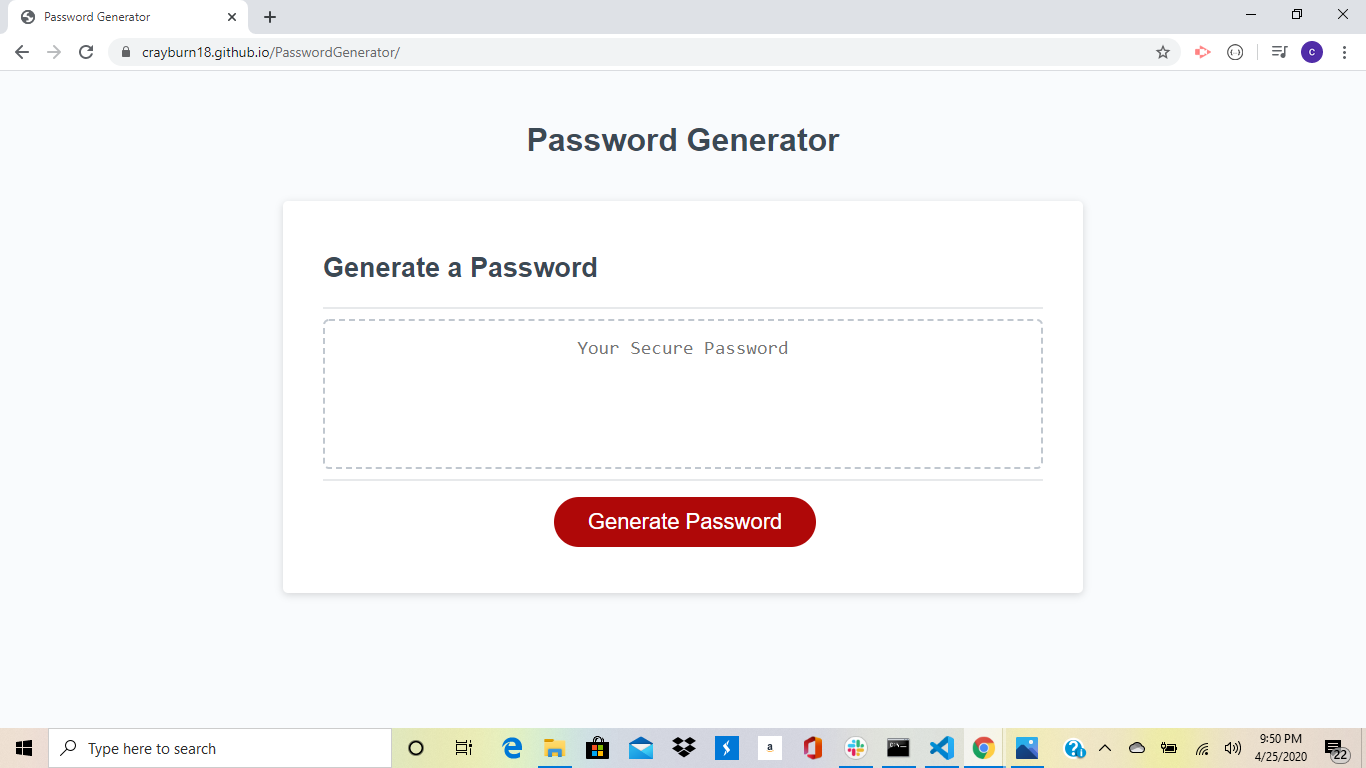 Password Generator
crayburn18.github.io/PasswordGenerator/
c
Password Generator
Generate a Password
Your Secure Password
Generate Password
Type here to search
a
9:50 PM
4/25/2020
22